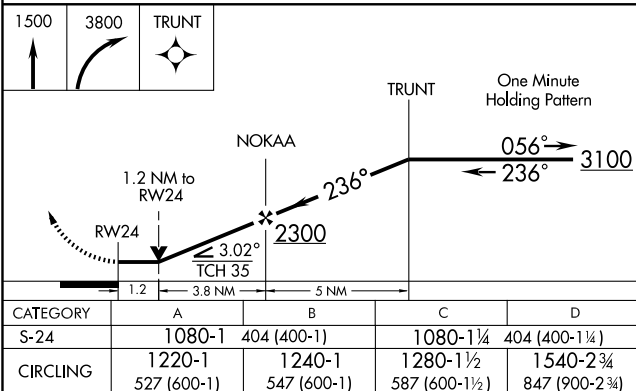 1500 3800 TRUNT
TRUNT
One Minute
Holding Pattern
NOKAA
056°
3100
236°
236°
1.2 NM to
RW24
RW24
2300
3.02°
TCH 35
1.2 3.8 NM 5 NM
CATEGORY A B C D
S-24 1080-1 404 (400-1) 1080-1¼ 404 (400-1¼)
CIRCLING 1220-1 1240-1 1280-1½ 1540-2¾
527 (600-1) 547 (600-1) 587 (600-1½) 847 (900-2¾)